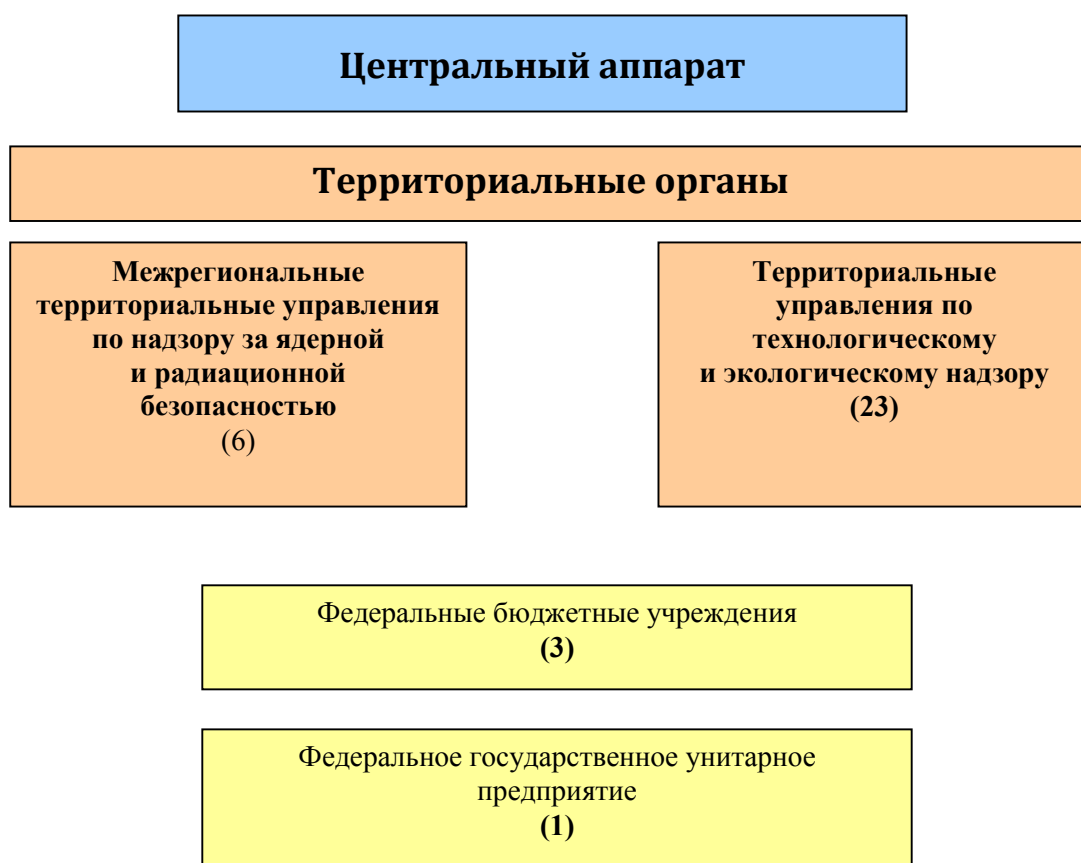 Центральный аппарат
Территориальные органы
Межрегиональные
территориальные управления
по надзору за ядерной
и радиационной
безопасностью
(6)
Территориальные
управления по
технологическому
и экологическому надзору
(23)
Федеральные бюджетные учреждения
(3)
Федеральное государственное унитарное
предприятие
(1)